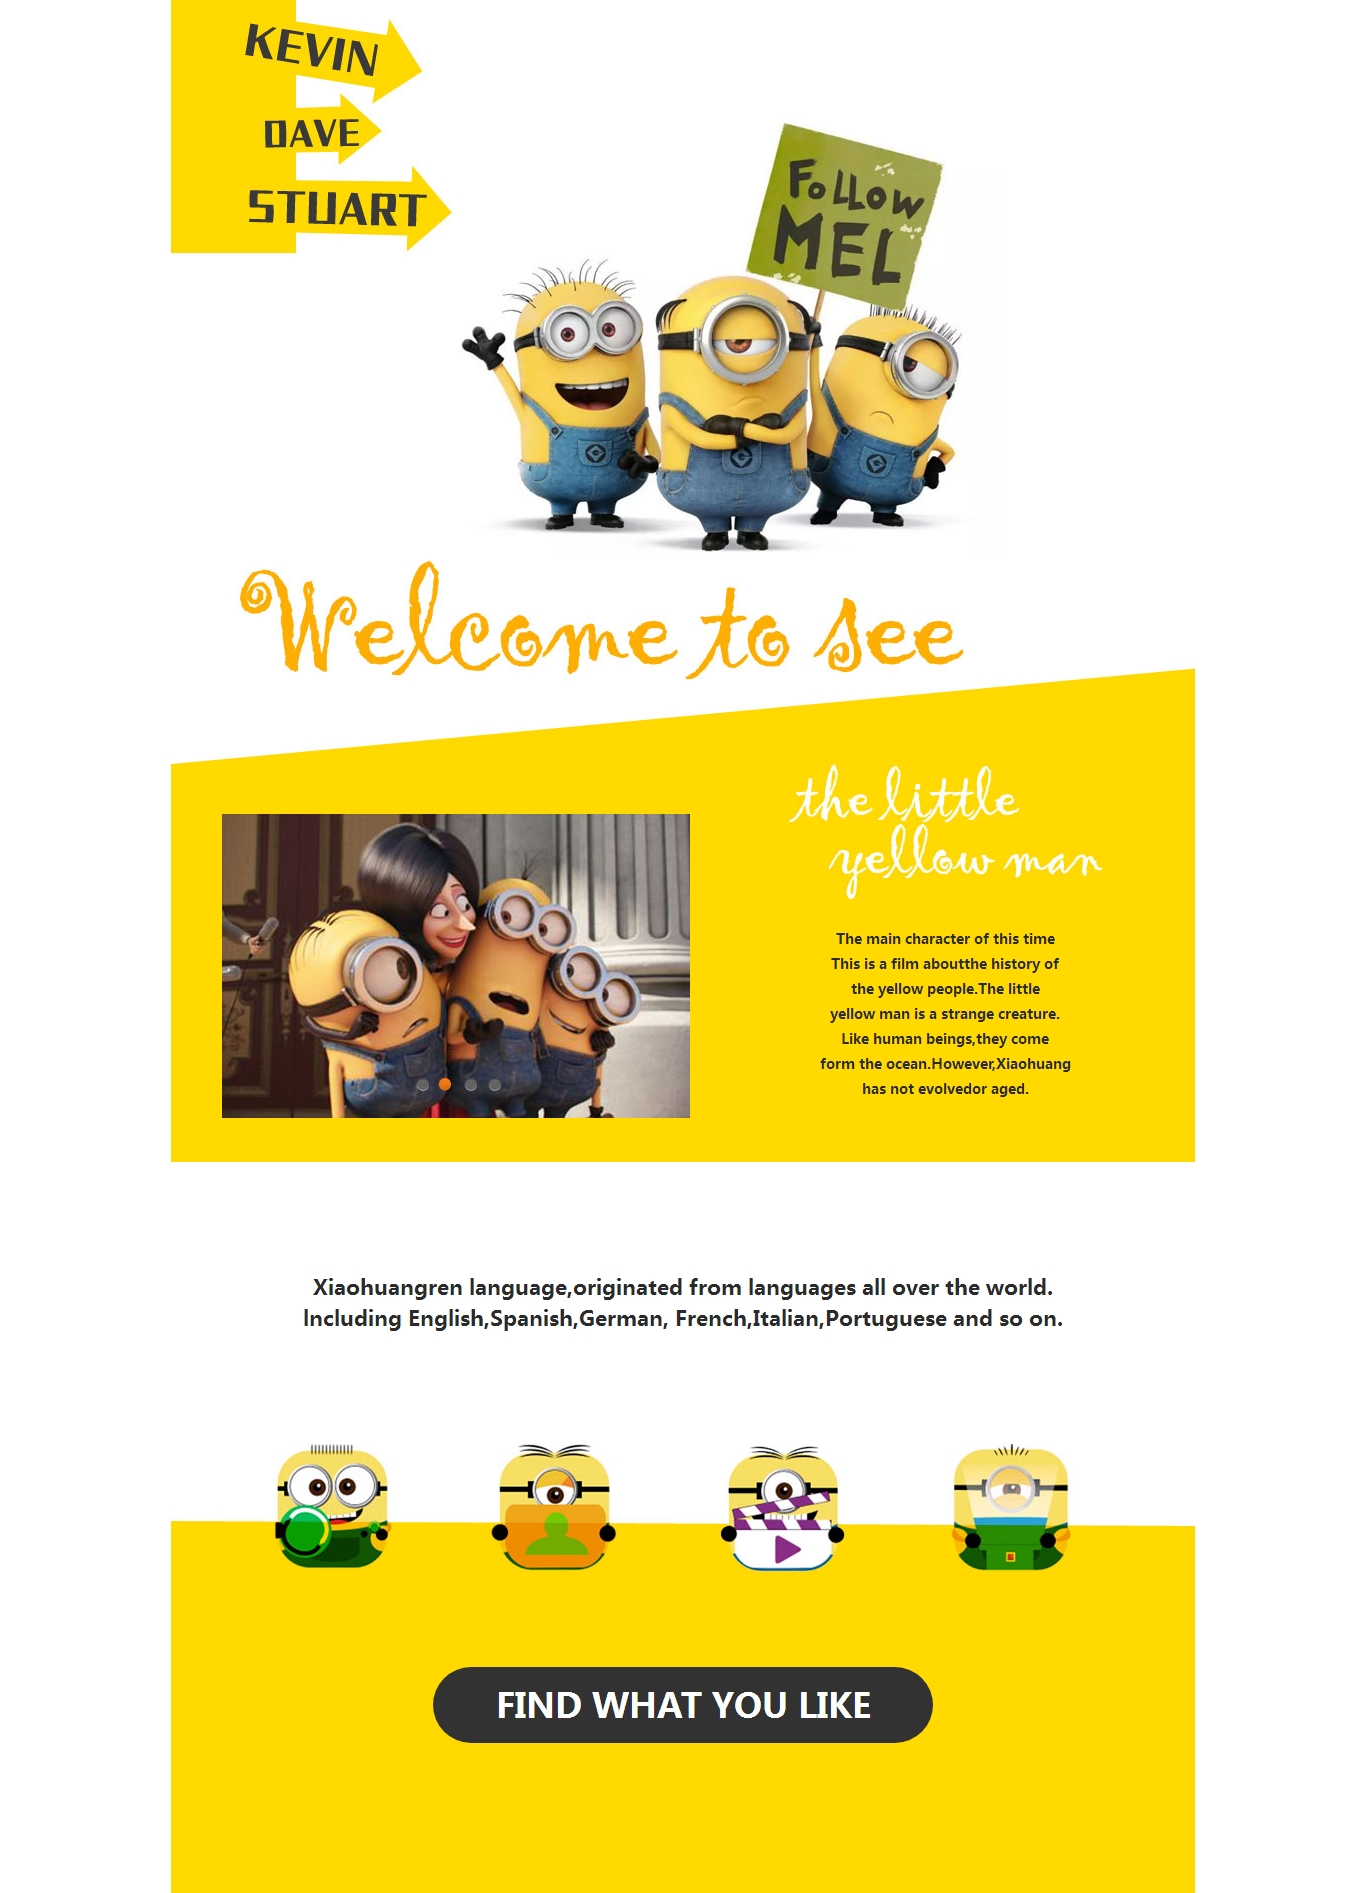 KEVIN
DAVE
STUART
FOLLOW
MEL
Welcome to see
the little
yellow man
The main character of this time
This is a film aboutthe history of
the yellow people.The little
yellow man is a strange creature.
Like human beings,they come
form the ocean.However,Xiaohuang
has not evolvedor aged.
Xiaohuangren language,originated from languages all over the world.
lncluding English,Spanish,German, French,Italian,Portuguese and so on.
FIND WHAT YOU LIKE